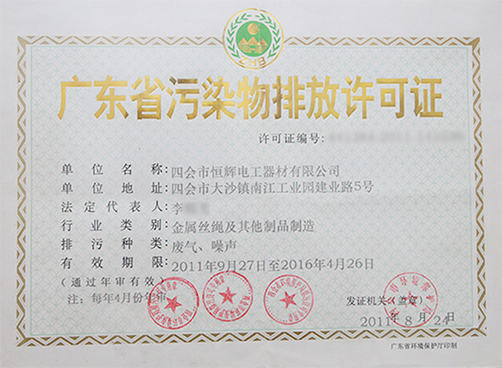 广东省污染物排放许可证
许可证编号:
单位名称:四会市恒辉电工器材有限公司
单位地址:四会市大沙镇南江工业园建业路5号
法定代表人:李
行业类别:金属丝绳及其他制品制造
排污种类:废气、噪声
有效期限:2011年9月27日至2016年4月26日
(通过年审有效)
注:每年4月份年审
发证机关:(盖章)
2011年8月24日
广东省环境保护厅印制